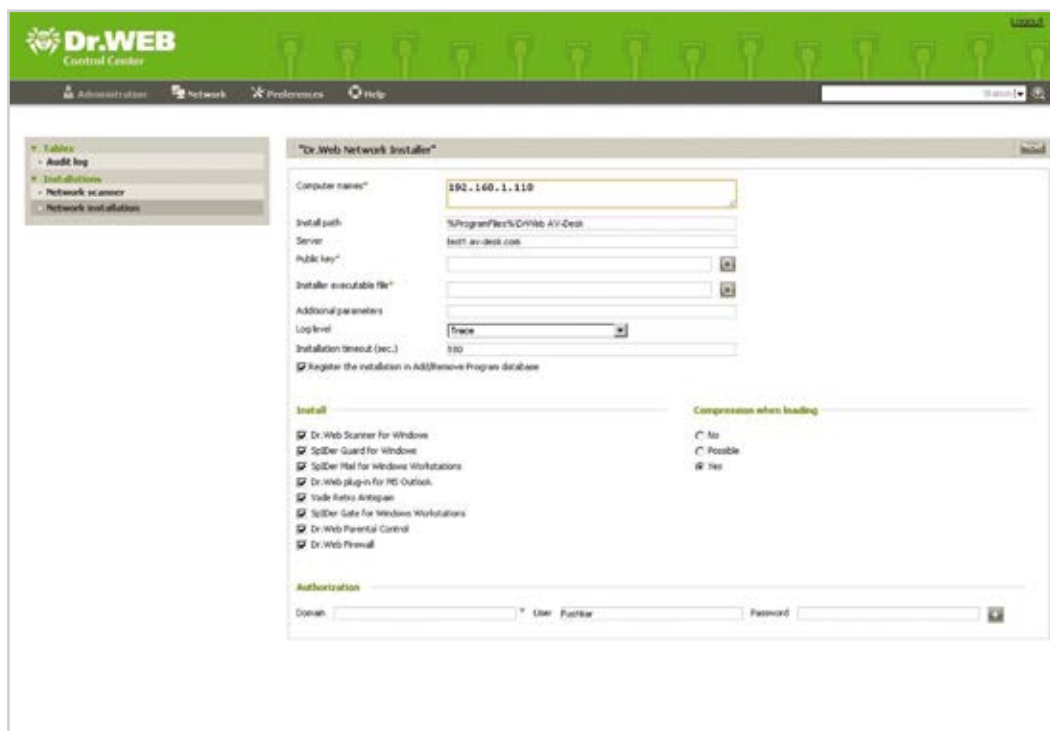 Logout
Dr.WEB
Control Center
Administration Network Preferences Help
Tables
Audit log
Installations
Network scanner
Network installation
"Dr.Web Network Installer"
Computer names* 192.168.1.110
Install path %ProgramFiles%\DrWeb AV-Desk
Server test1.av-desk.com
Public key*
Installer executable file*
Additional parameters
Log level Trace
Installation timeout (sec.)
Register the installation in Add/Remove Program database
Install
Compression when loading
Dr.Web Scanner for Windows No
SpIDer Guard for Windows Possible
SpIDer Mail for Windows Workstations Yes
Dr.Web plug-in for MS Outlook
Vade Retro Antispam
SpIDer Gate for Windows Workstations
Dr.Web Parental Control
Dr.Web Firewall
Authorization
Domain * User Pushkar Password